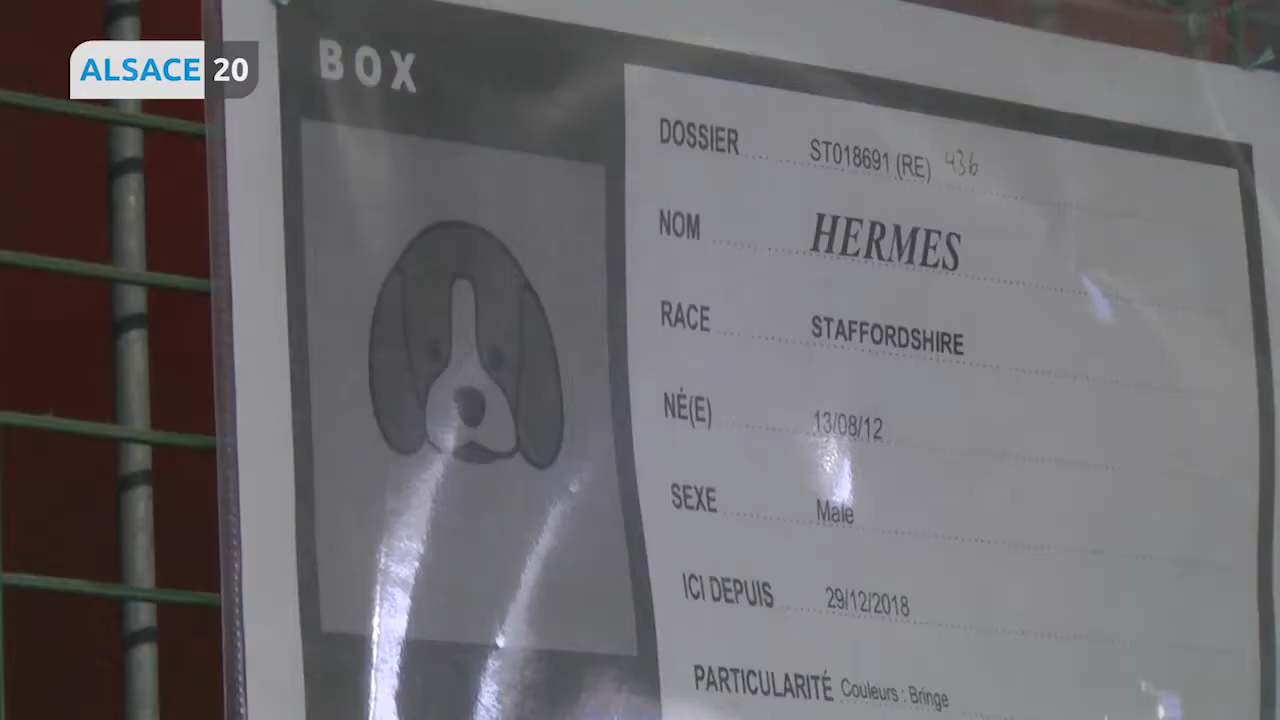 ALSACE 20
BOX
DOSSIER ST018691 (RE) 436
NOM HERMES
RACE STAFFORDSHIRE
NÉ(E) 13/08/12
SEXE Male
ICI DEPUIS 29/12/2018
PARTICULARITÉ Couleurs : Bringe